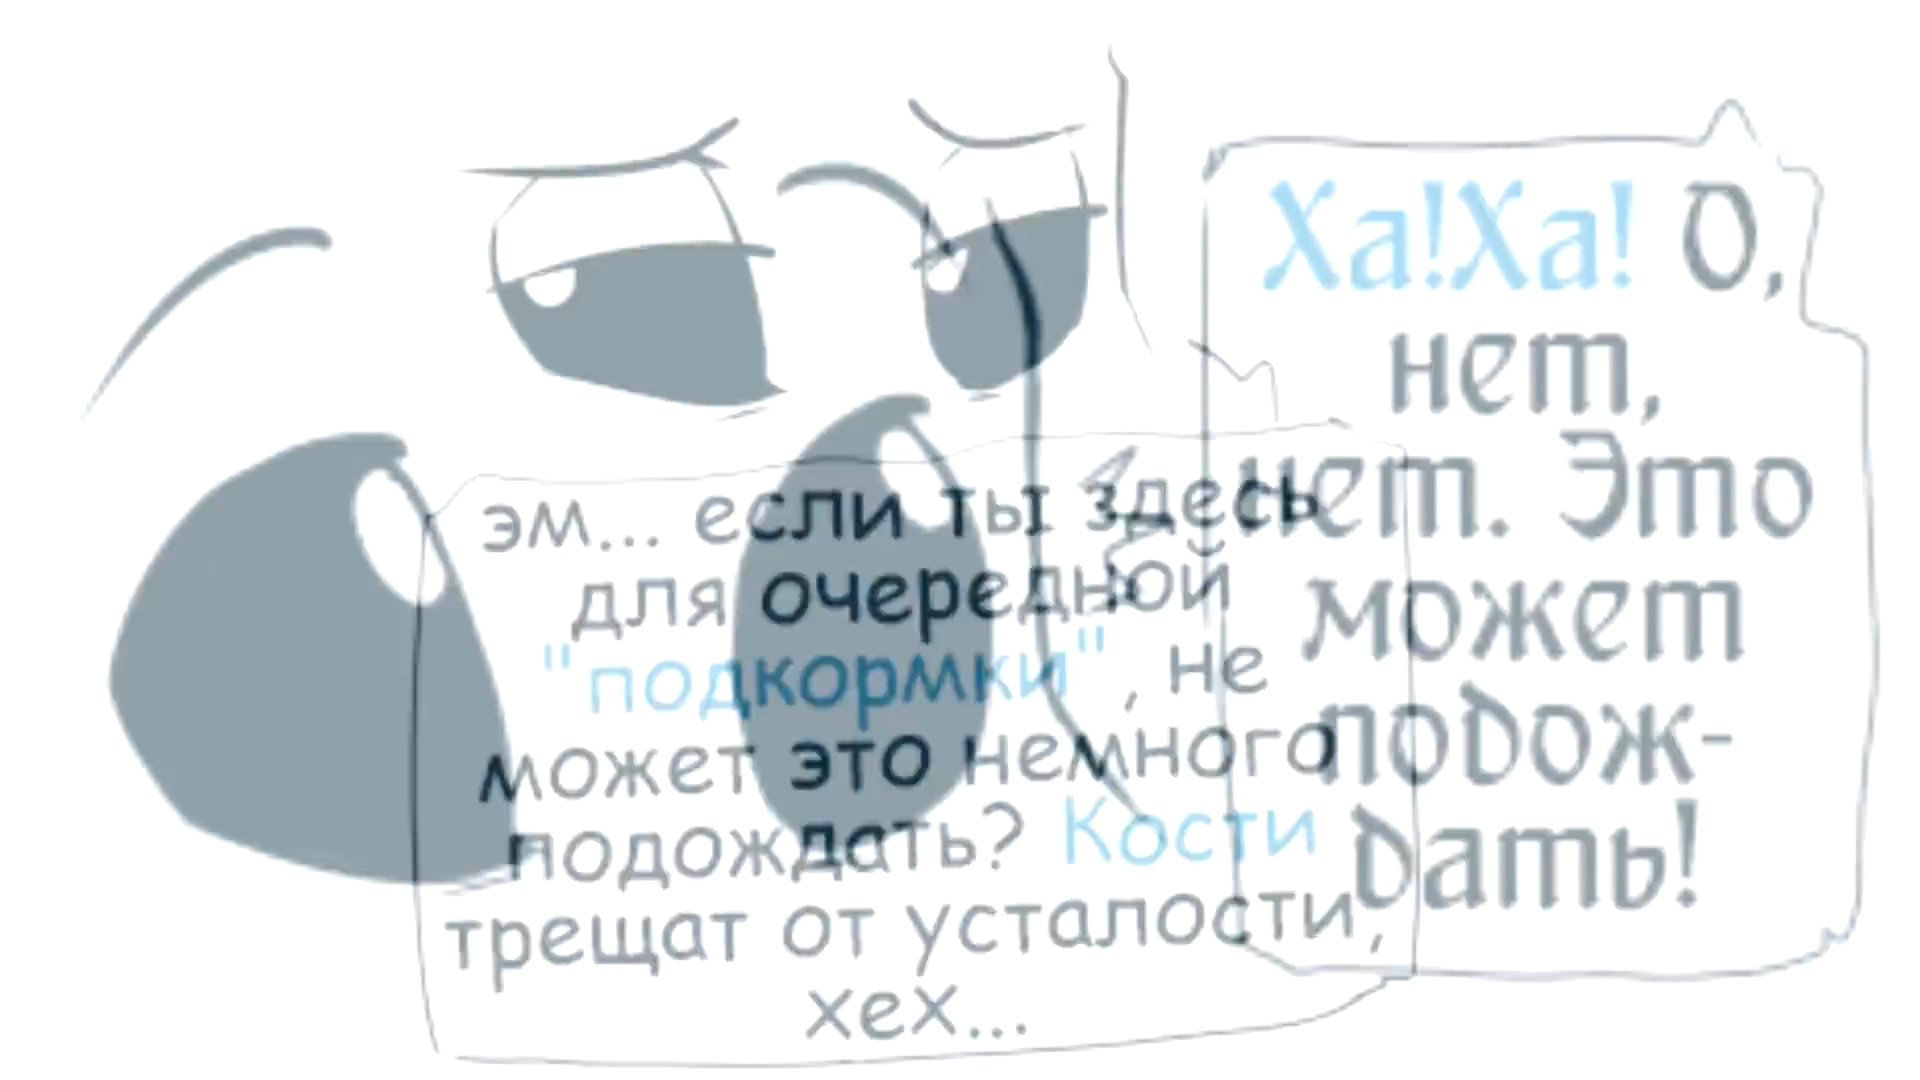 эм... если ты здесь
для очередной
"подкормки", не
может это немного
подождать? Кости
трещат от усталости,
хех...
Ха!Ха! О,
нет,
нет. Это
может
подож-
дать!